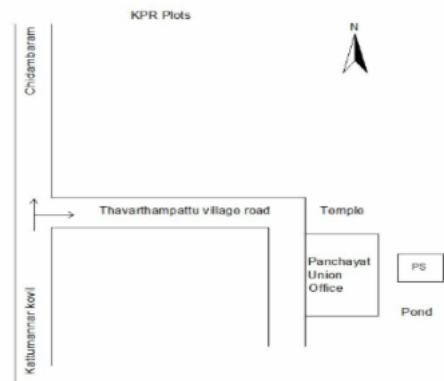 KPR Plots
N
Chidambaram
Thavarthampattu village road
Temple
Panchayat
Union
Office
PS
Pond
Kattumannar kovil